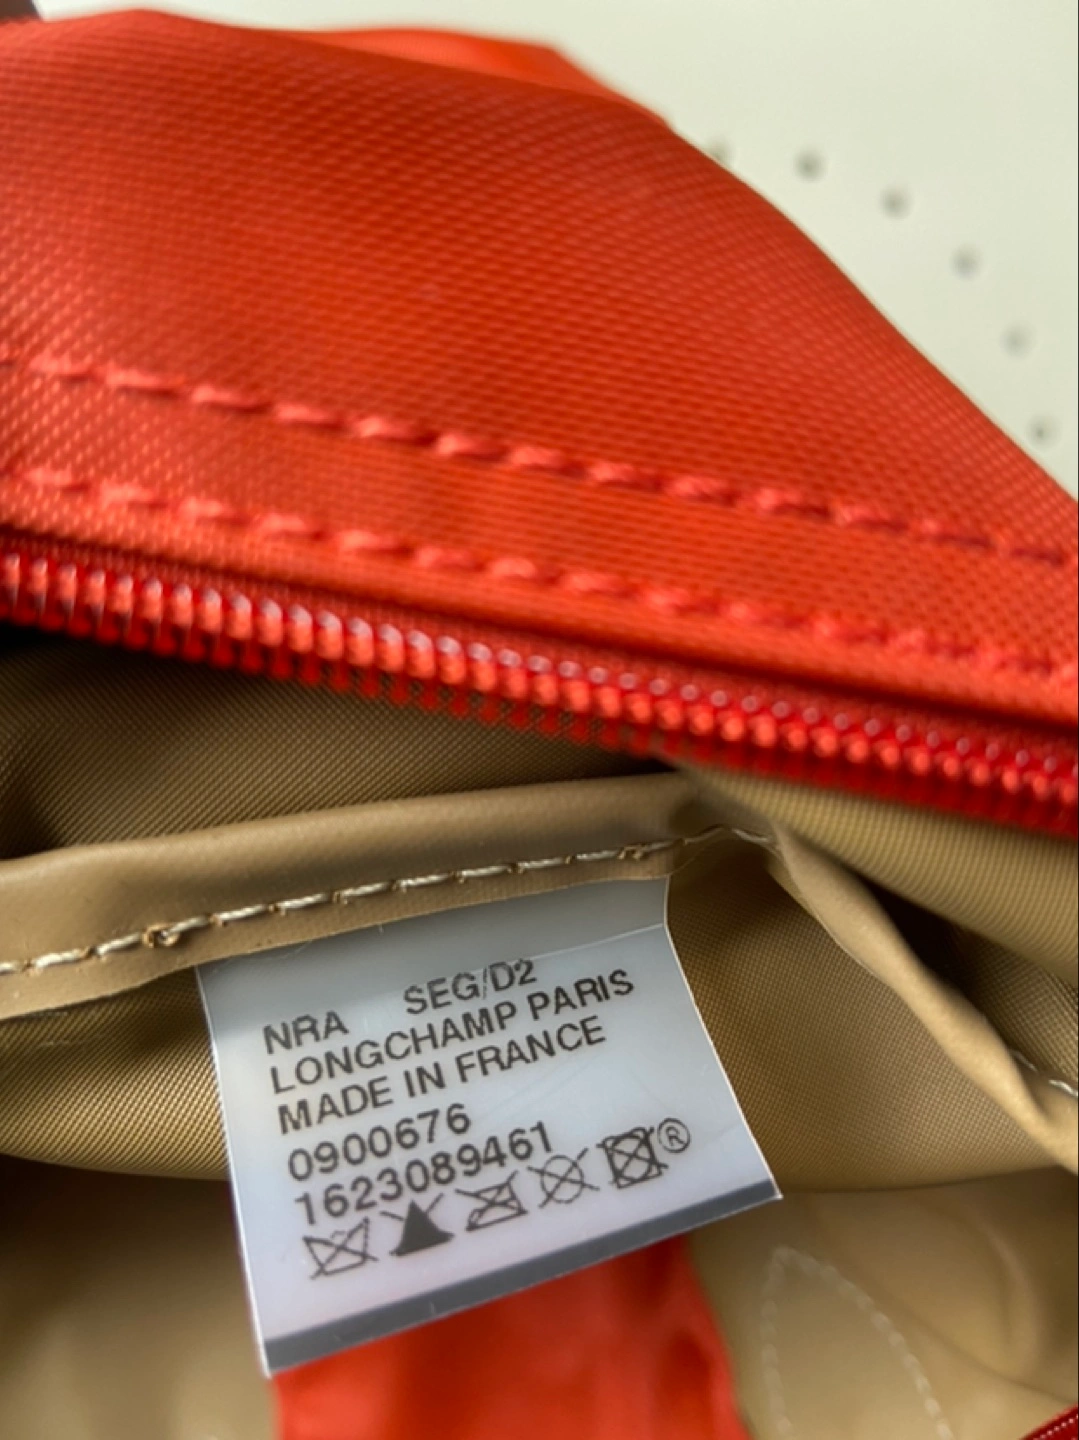 NRA SEG/D2
LONGCHAMP PARIS
MADE IN FRANCE
0900676
1623089461
®